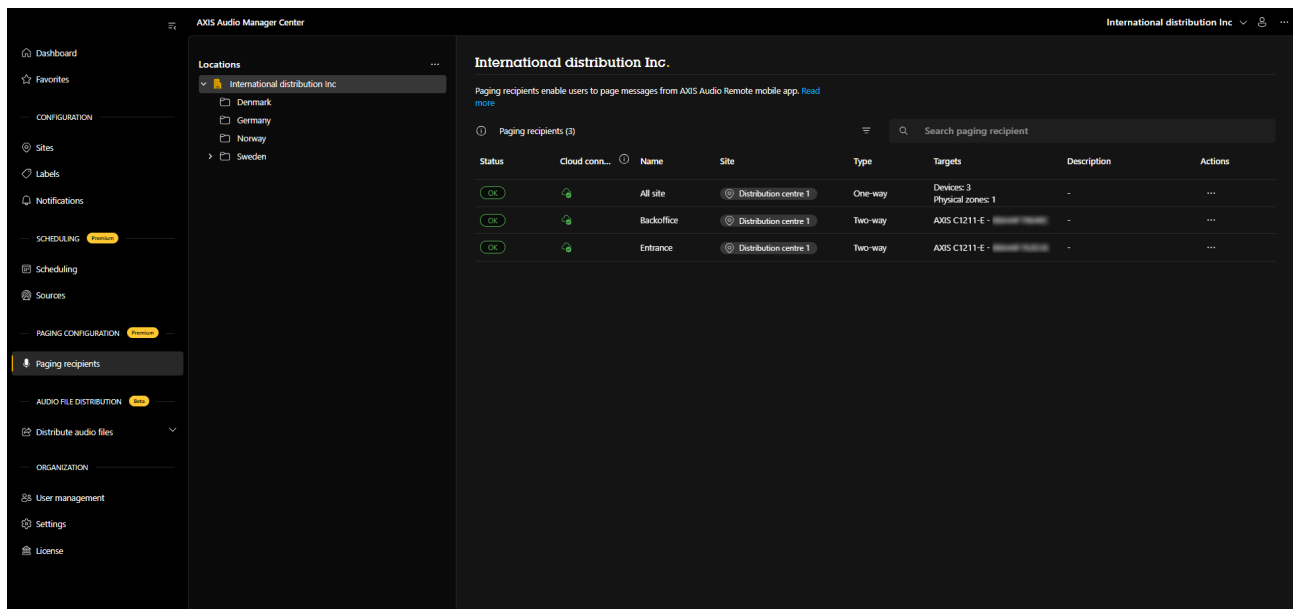 AXIS Audio Manager Center
International distribution Inc
Dashboard
Favorites
CONFIGURATION
Sites
Labels
Notifications
SCHEDULING Premium
Scheduling
Sources
PAGING CONFIGURATION Premium
Paging recipients
AUDIO FILE DISTRIBUTION Beta
Distribute audio files
ORGANIZATION
User management
Settings
License
Locations
International distribution Inc
Denmark
Germany
Norway
Sweden
International distribution Inc.
Paging recipients enable users to page messages from AXIS Audio Remote mobile app. Read
more
Paging recipients (3)
Search paging recipient
Status Cloud conn... Name Site Type Targets Description Actions
OK All site Distribution centre 1 One-way Devices: 3
Physical zones: 1 -
OK Backoffice Distribution centre 1 Two-way AXIS C1211-E - -
OK Entrance Distribution centre 1 Two-way AXIS C1211-E - -